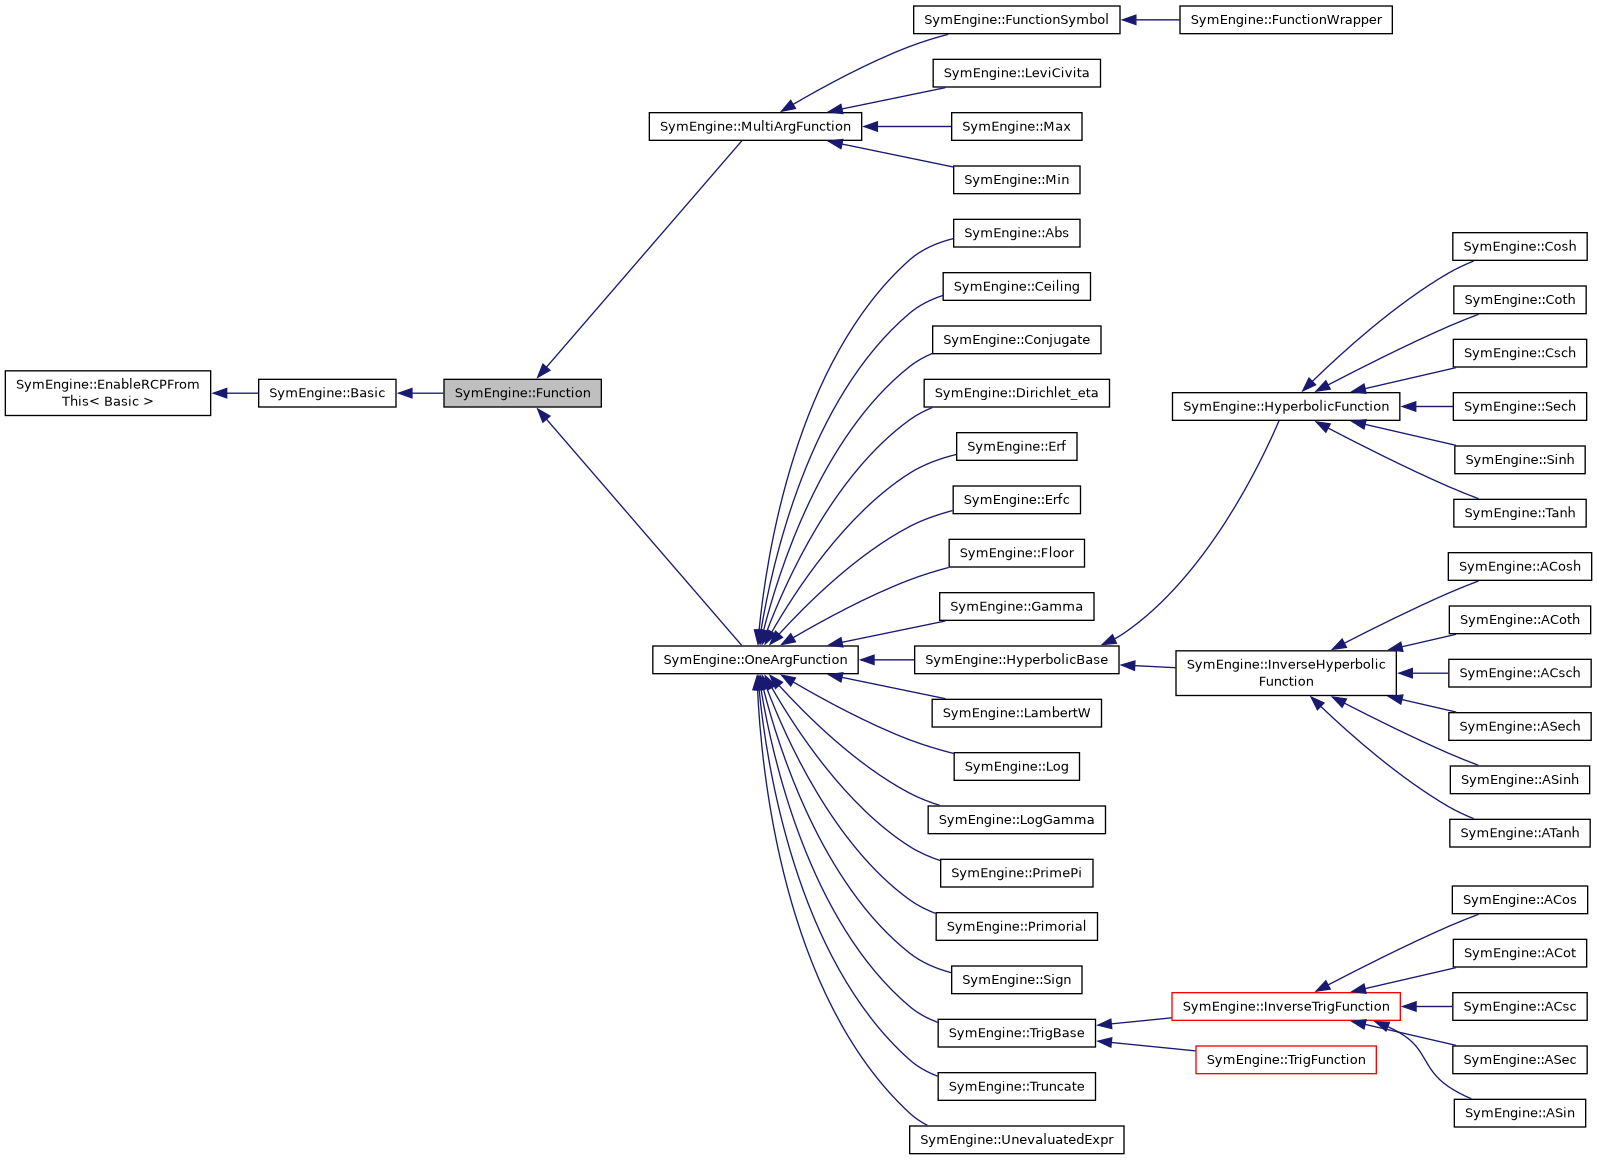 SymEngine::EnableRCPFrom
This< Basic >
SymEngine::Basic
SymEngine::Function
SymEngine::MultiArgFunction
SymEngine::FunctionSymbol
SymEngine::FunctionWrapper
SymEngine::LeviCivita
SymEngine::Max
SymEngine::Min
SymEngine::OneArgFunction
SymEngine::Abs
SymEngine::Ceiling
SymEngine::Conjugate
SymEngine::Dirichlet_eta
SymEngine::Erf
SymEngine::Erfc
SymEngine::Floor
SymEngine::Gamma
SymEngine::HyperbolicBase
SymEngine::HyperbolicFunction
SymEngine::Cosh
SymEngine::Coth
SymEngine::Csch
SymEngine::Sech
SymEngine::Sinh
SymEngine::Tanh
SymEngine::InverseHyperbolic
Function
SymEngine::ACosh
SymEngine::ACoth
SymEngine::ACsch
SymEngine::ASech
SymEngine::ASinh
SymEngine::ATanh
SymEngine::LambertW
SymEngine::Log
SymEngine::LogGamma
SymEngine::PrimePi
SymEngine::Primorial
SymEngine::Sign
SymEngine::TrigBase
SymEngine::InverseTrigFunction
SymEngine::ACos
SymEngine::ACot
SymEngine::ACsc
SymEngine::ASec
SymEngine::ASin
SymEngine::TrigFunction
SymEngine::Truncate
SymEngine::UnevaluatedExpr